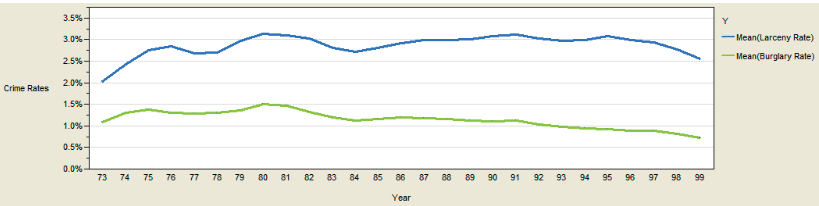 3.5%
3.0%
2.5%
2.0%
1.5%
1.0%
0.5%
0.0%
Crime Rates
73 74 75 76 77 78 79 80 81 82 83 84 85 86 87 88 89 90 91 92 93 94 95 96 97 98 99
Year
Y
Mean(Larceny Rate)
Mean(Burglary Rate)